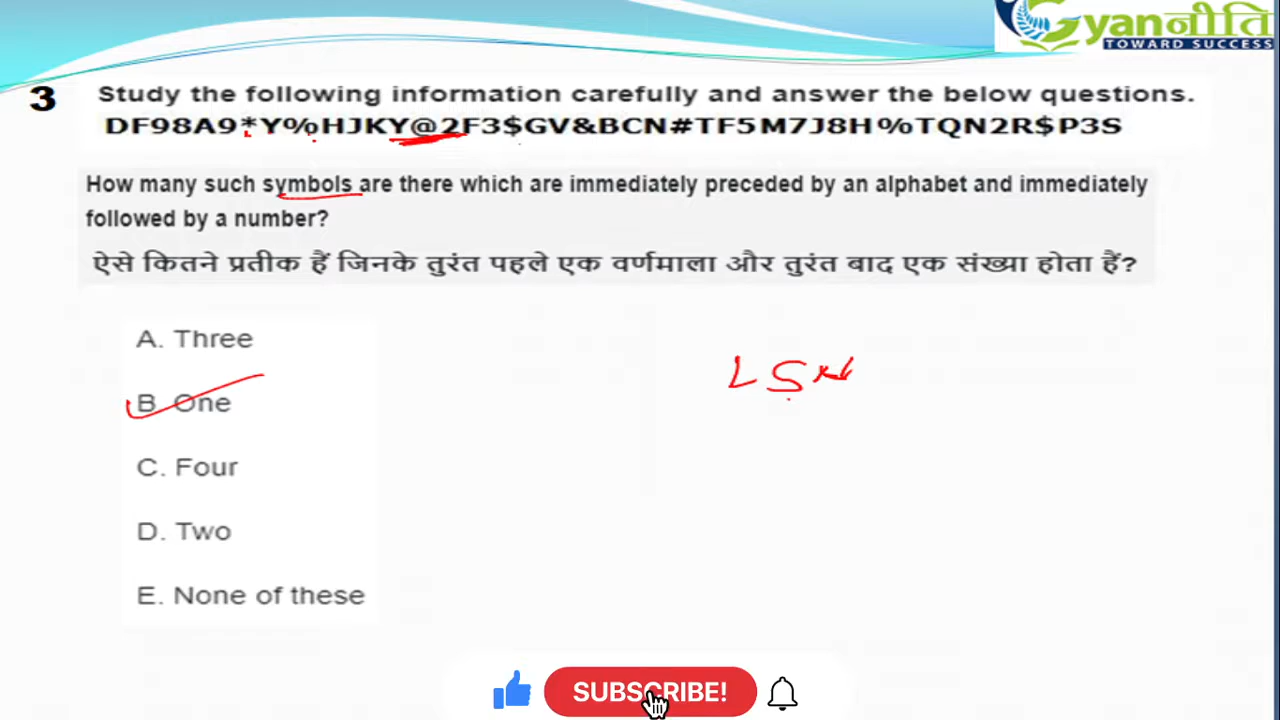 Gyanनीति
TOWARD SUCCESS
3 Study the following information carefully and answer the below questions.
DF98A9*Y%HJKY@2F3$GV&BCN#TF5M7J8H%TQN2R$P3S
How many such symbols are there which are immediately preceded by an alphabet and immediately
followed by a number?
ऐसे कितने प्रतीक हैं जिनके तुरंत पहले एक वर्णमाला और तुरंत बाद एक संख्या होता हैं?
A. Three
L S N
B. One
C. Four
D. Two
E. None of these
SUBSCRIBE!